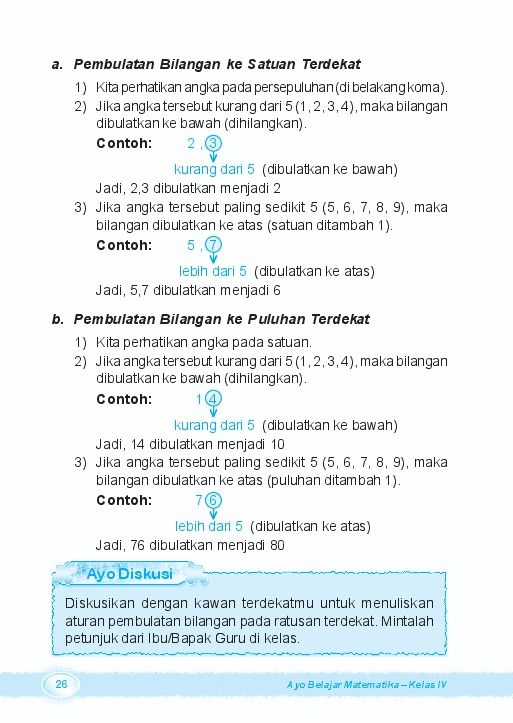 a. Pembulatan Bilangan ke Satuan Terdekat
1) Kita perhatikan angka pada persepuluhan (di belakang koma).
2) Jika angka tersebut kurang dari 5 (1, 2, 3, 4), maka bilangan
dibulatkan ke bawah (dihilangkan).
Contoh: 2 , 3
kurang dari 5 (dibulatkan ke bawah)
Jadi, 2,3 dibulatkan menjadi 2
3) Jika angka tersebut paling sedikit 5 (5, 6, 7, 8, 9), maka
bilangan dibulatkan ke atas (satuan ditambah 1).
Contoh: 5 , 7
lebih dari 5 (dibulatkan ke atas)
Jadi, 5,7 dibulatkan menjadi 6
b. Pembulatan Bilangan ke Puluhan Terdekat
1) Kita perhatikan angka pada satuan.
2) Jika angka tersebut kurang dari 5 (1, 2, 3, 4), maka bilangan
dibulatkan ke bawah (dihilangkan).
Contoh: 1 4
kurang dari 5 (dibulatkan ke bawah)
Jadi, 14 dibulatkan menjadi 10
3) Jika angka tersebut paling sedikit 5 (5, 6, 7, 8, 9), maka
bilangan dibulatkan ke atas (puluhan ditambah 1).
Contoh: 7 6
lebih dari 5 (dibulatkan ke atas)
Jadi, 76 dibulatkan menjadi 80
Ayo Diskusi
Diskusikan dengan kawan terdekatmu untuk menuliskan
aturan pembulatan bilangan pada ratusan terdekat. Mintalah
petunjuk dari Ibu/Bapak Guru di kelas.
26 Ayo Belajar Matematika – Kelas IV